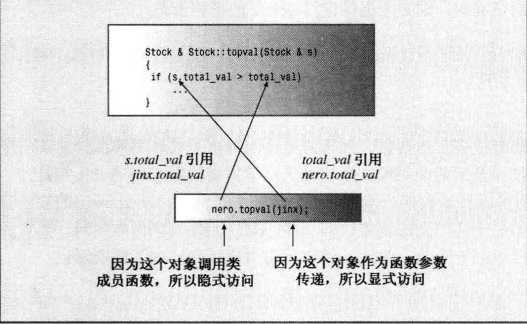 Stock & Stock::topval(Stock & s)
{
if (s.total_val > total_val)
...
}
s.total_val 引用
jinx.total_val
total_val 引用
nero.total_val
nero.topval(jinx);
因为这个对象调用类
成员函数，所以隐式访问
因为这个对象作为函数参数
传递，所以显式访问